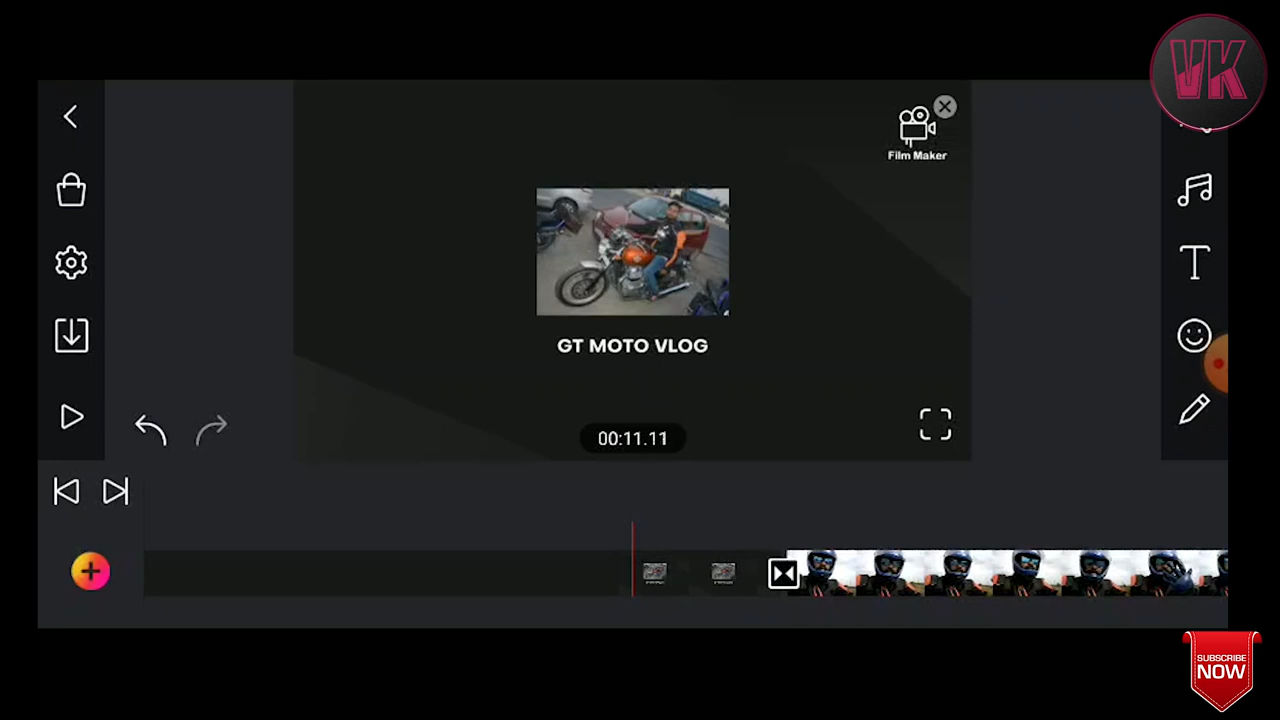 VK
Film Maker
GT MOTO VLOG
00:11.11
SUBSCRIBE
NOW